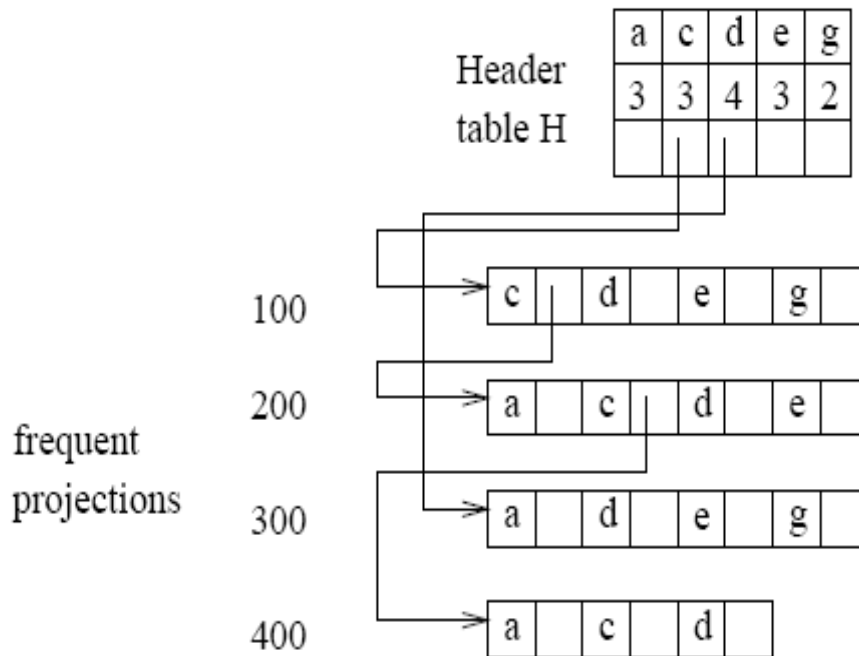 a c d e g
Header
3 3 4 3 2
table H
100 c d e g
200 a c d e
frequent
projections
300 a d e g
400 a c d